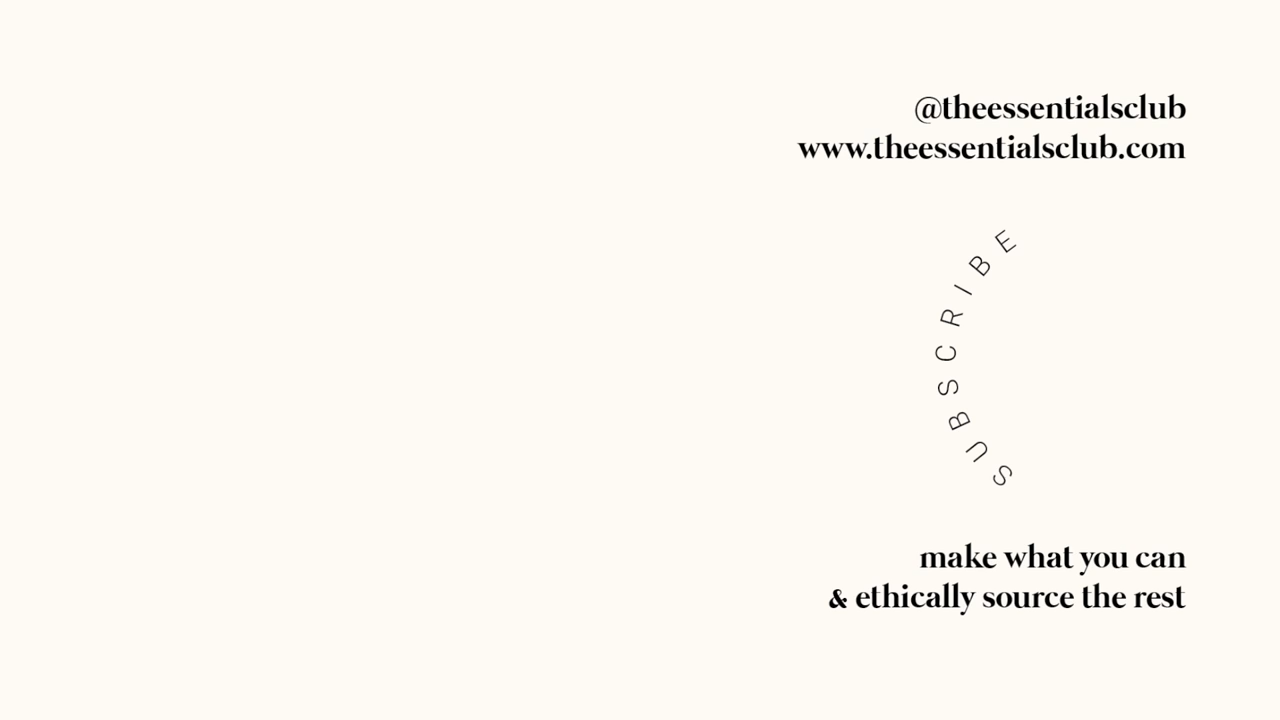 @theessentialsclub
www.theessentialsclub.com
SUBSCRIBE
make what you can
& ethically source the rest